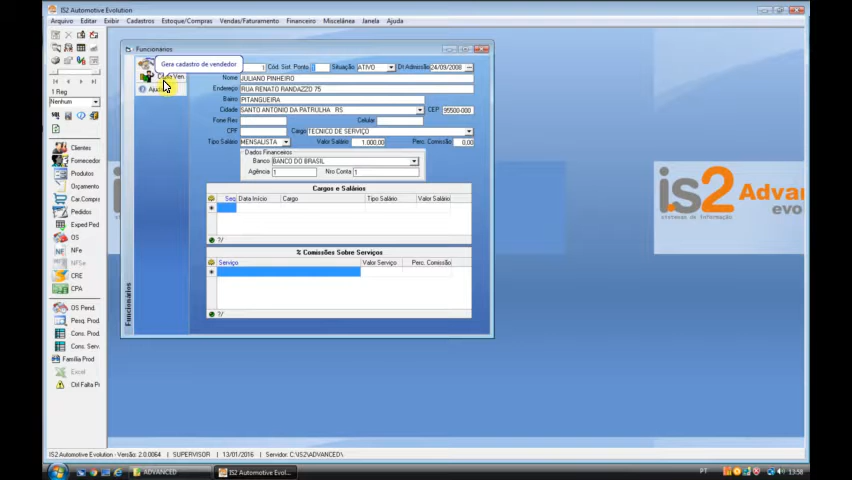 IS2 Automotive Evolution
Arquivo Editar Exibir Cadastros Estoque/Compras Vendas/Faturamento Financeiro Miscelânea Janela Ajuda
1 Reg
Nenhum
Clientes
Fornecedor
Produtos
Orçamento
Car.Compra
Pedidos
Exped Ped
OS
NFe
NFSe
CRE
CPA
OS Pend.
Pesq. Prod.
Cons. Prod.
Cons. Serv.
Família Prod
Excel
Ctrl Falta Pr
Funcionários
Gera cadastro de vendedor
Cód. Sist. Ponto Situação ATIVO Dt Admissão 24/09/2008
Nome JULIANO PINHEIRO
Endereço RUA RENATO RANDAZZO 75
Bairro PITANGUEIRA
Cidade SANTO ANTONIO DA PATRULHA RS CEP 95500-000
Fone Res Celular
CPF Cargo TECNICO DE SERVIÇO
Tipo Salário MENSALISTA Valor Salário 1.000,00 Perc. Comissão 0,00
Dados Financeiros
Banco BANCO DO BRASIL
Agência 1 Nro Conta 1
Cargos e Salários
Seq Data Início Cargo Tipo Salário Valor Salário
?/
% Comissões Sobre Serviços
Serviço Valor Serviço Perc. Comissão
?/
Funcionários
is2 Advan
sistemas de informação evo
IS2 Automotive Evolution - Versão: 2.0.0064 SUPERVISOR 13/01/2016 Servidor: C:\IS2\ADVANCED\
ADVANCED IS2 Automotive Evol... PT 13:58